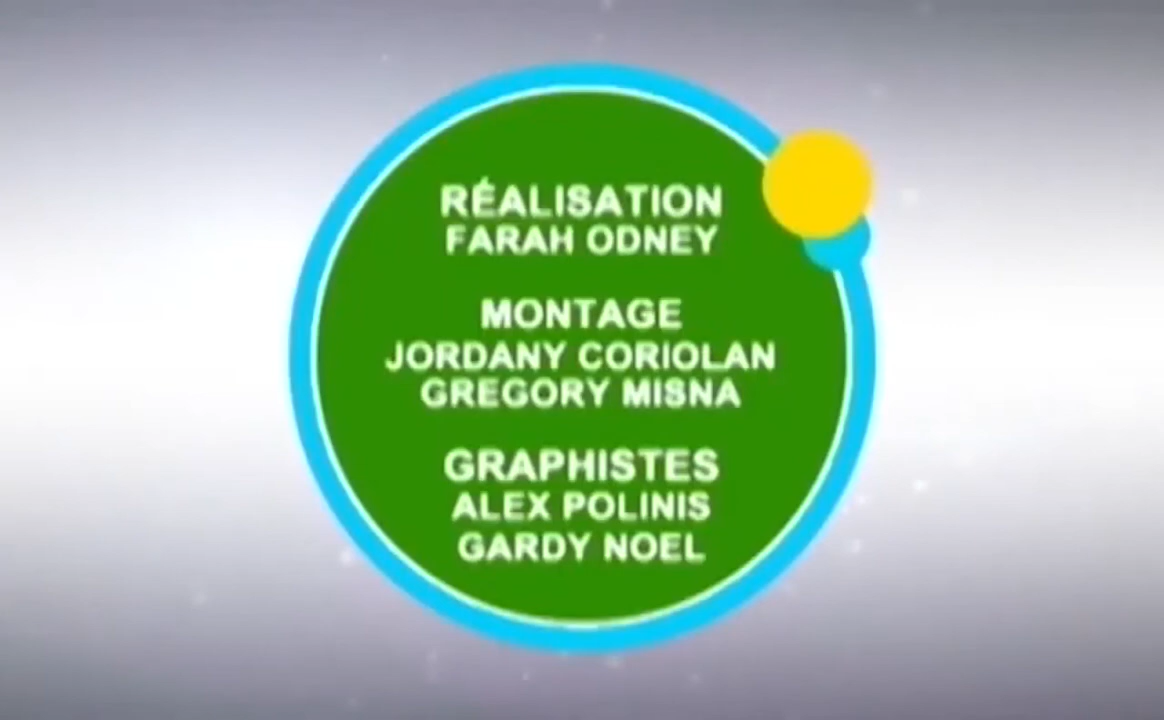 RÉALISATION
FARAH ODNEY
MONTAGE
JORDANY CORIOLAN
GREGORY MISNA
GRAPHISTES
ALEX POLINIS
GARDY NOEL